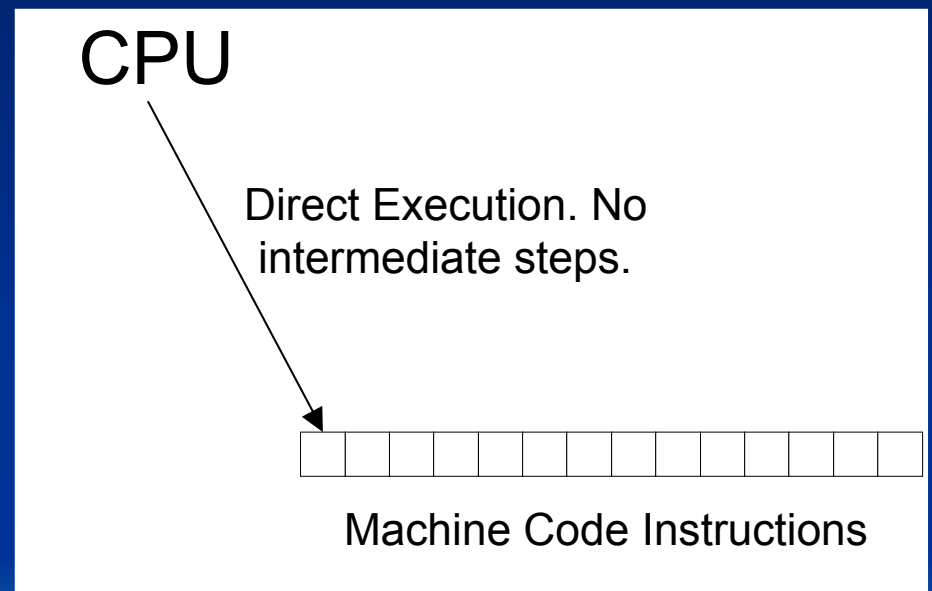 CPU
Direct Execution. No
intermediate steps.
Machine Code Instructions